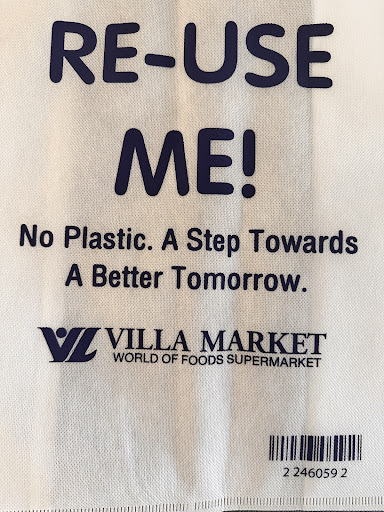 RE-USE
ME!
No Plastic. A Step Towards
A Better Tomorrow.
VILLA MARKET
WORLD OF FOODS SUPERMARKET
2 246059 2